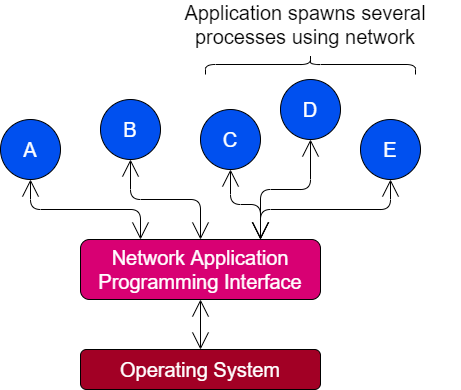 Application spawns several
processes using network
A
B
C
D
E
Network Application
Programming Interface
Operating System